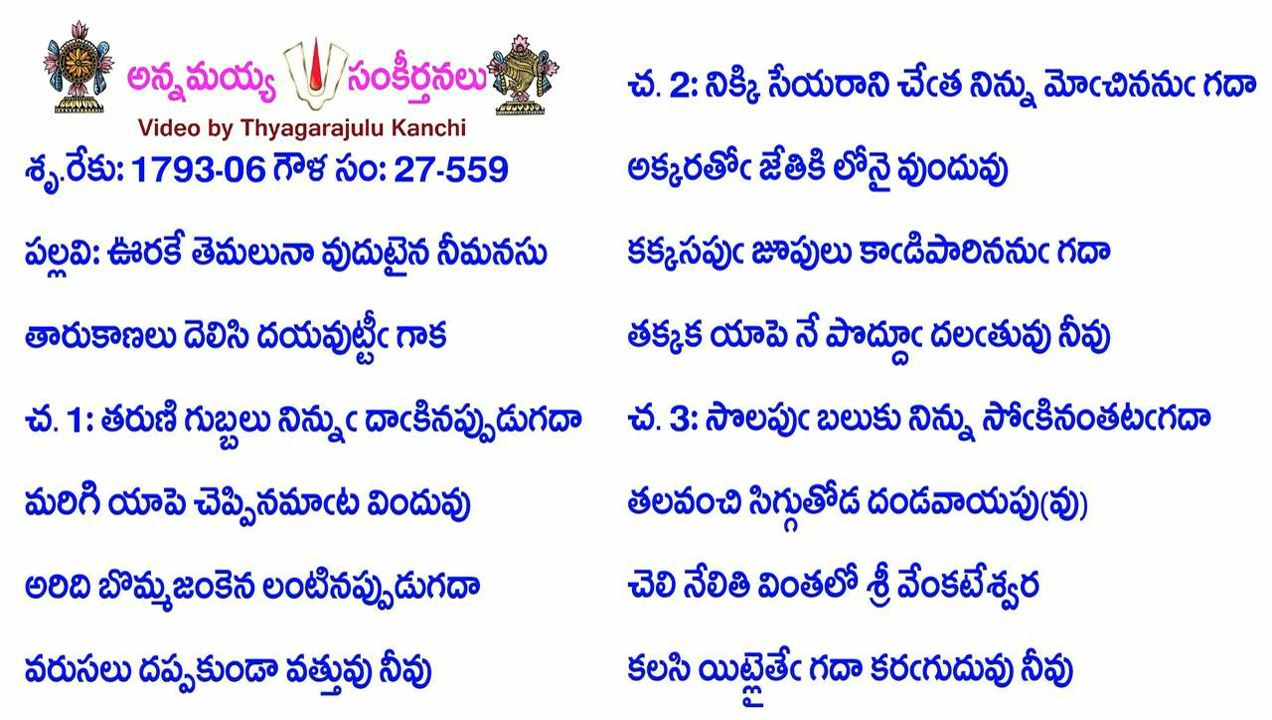 అన్నమయ్య సంకీర్తనలు
Video by Thyagarajulu Kanchi
శృ.రేకు: 1793-06 గౌళ సం: 27-559
పల్లవి: ఊరకే తెమలునా వుదుటైన నీమనసు
తారుకాణలు దెలిసి దయవుట్టీఁ గాక
చ. 1: తరుణి గుబ్బలు నిన్నుఁ దాఁకినప్పుడుగదా
మరిగి యాపె చెప్పినమాఁట విందువు
అరిది బొమ్మజంకెన లంటినప్పుడుగదా
వరుసలు దప్పకుండా వత్తువు నీవు
చ. 2: నిక్కి సేయరాని చేఁత నిన్ను మోఁచిననుఁ గదా
అక్కరతోఁ జేతికి లోనై వుందువు
కక్కసపుఁ జూపులు కాఁడిపారిననుఁ గదా
తక్కక యాపె నే పొద్దూఁ దలఁతువు నీవు
చ. 3: సొలపుఁ బలుకు నిన్ను సోఁకినంతటఁగదా
తలవంచి సిగ్గుతోడ దండవాయపు(వు)
చెలి నేలితి వింతలో శ్రీ వేంకటేశ్వర
కలసి యిట్లైతేఁ గదా కరఁగుదువు నీవు